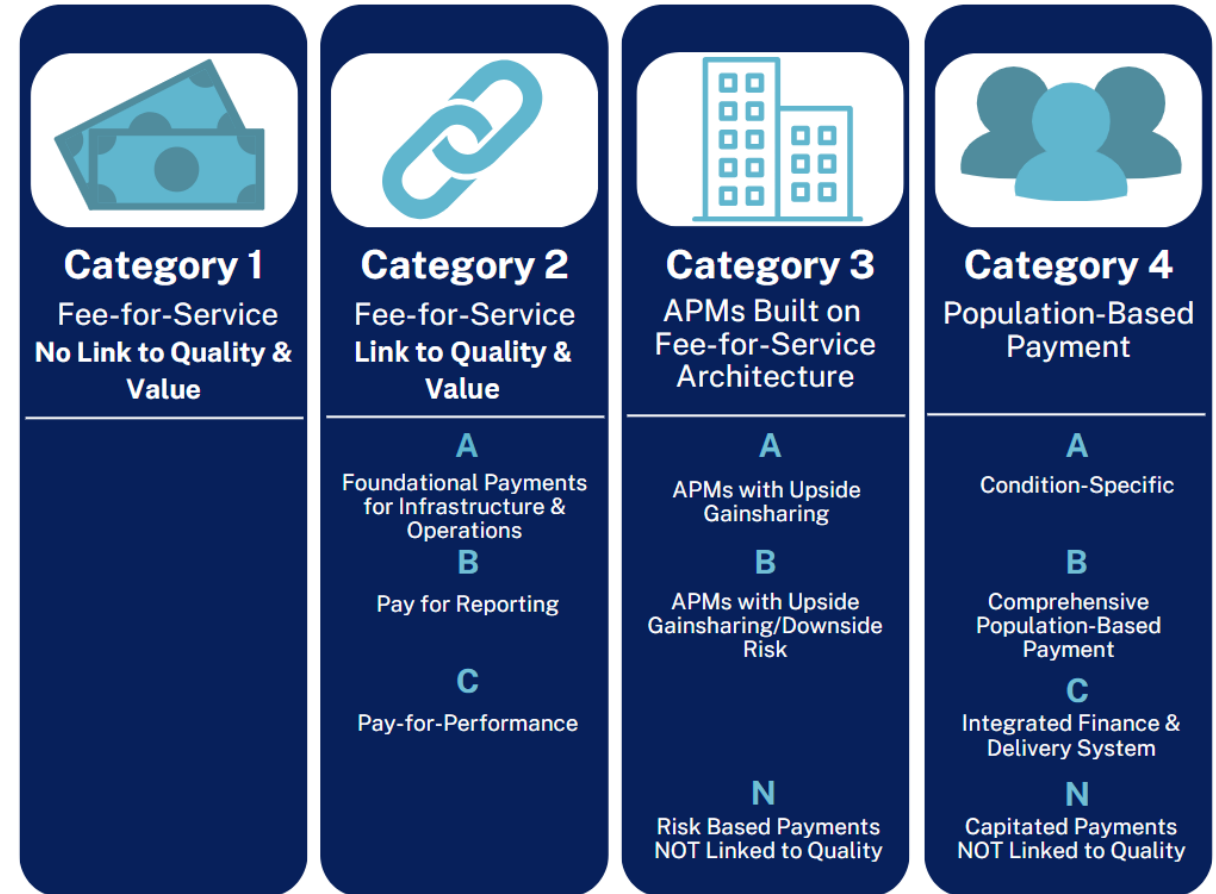 Category 1
Fee-for-Service
No Link to Quality &
Value
Category 2
Fee-for-Service
Link to Quality &
Value
A
Foundational Payments
for Infrastructure &
Operations
B
Pay for Reporting
C
Pay-for-Performance
Category 3
APMs Built on
Fee-for-Service
Architecture
A
APMs with Upside
Gainsharing
B
APMs with Upside
Gainsharing/Downside
Risk
N
Risk Based Payments
NOT Linked to Quality
Category 4
Population-Based
Payment
A
Condition-Specific
B
Comprehensive
Population-Based
Payment
C
Integrated Finance &
Delivery System
N
Capitated Payments
NOT Linked to Quality